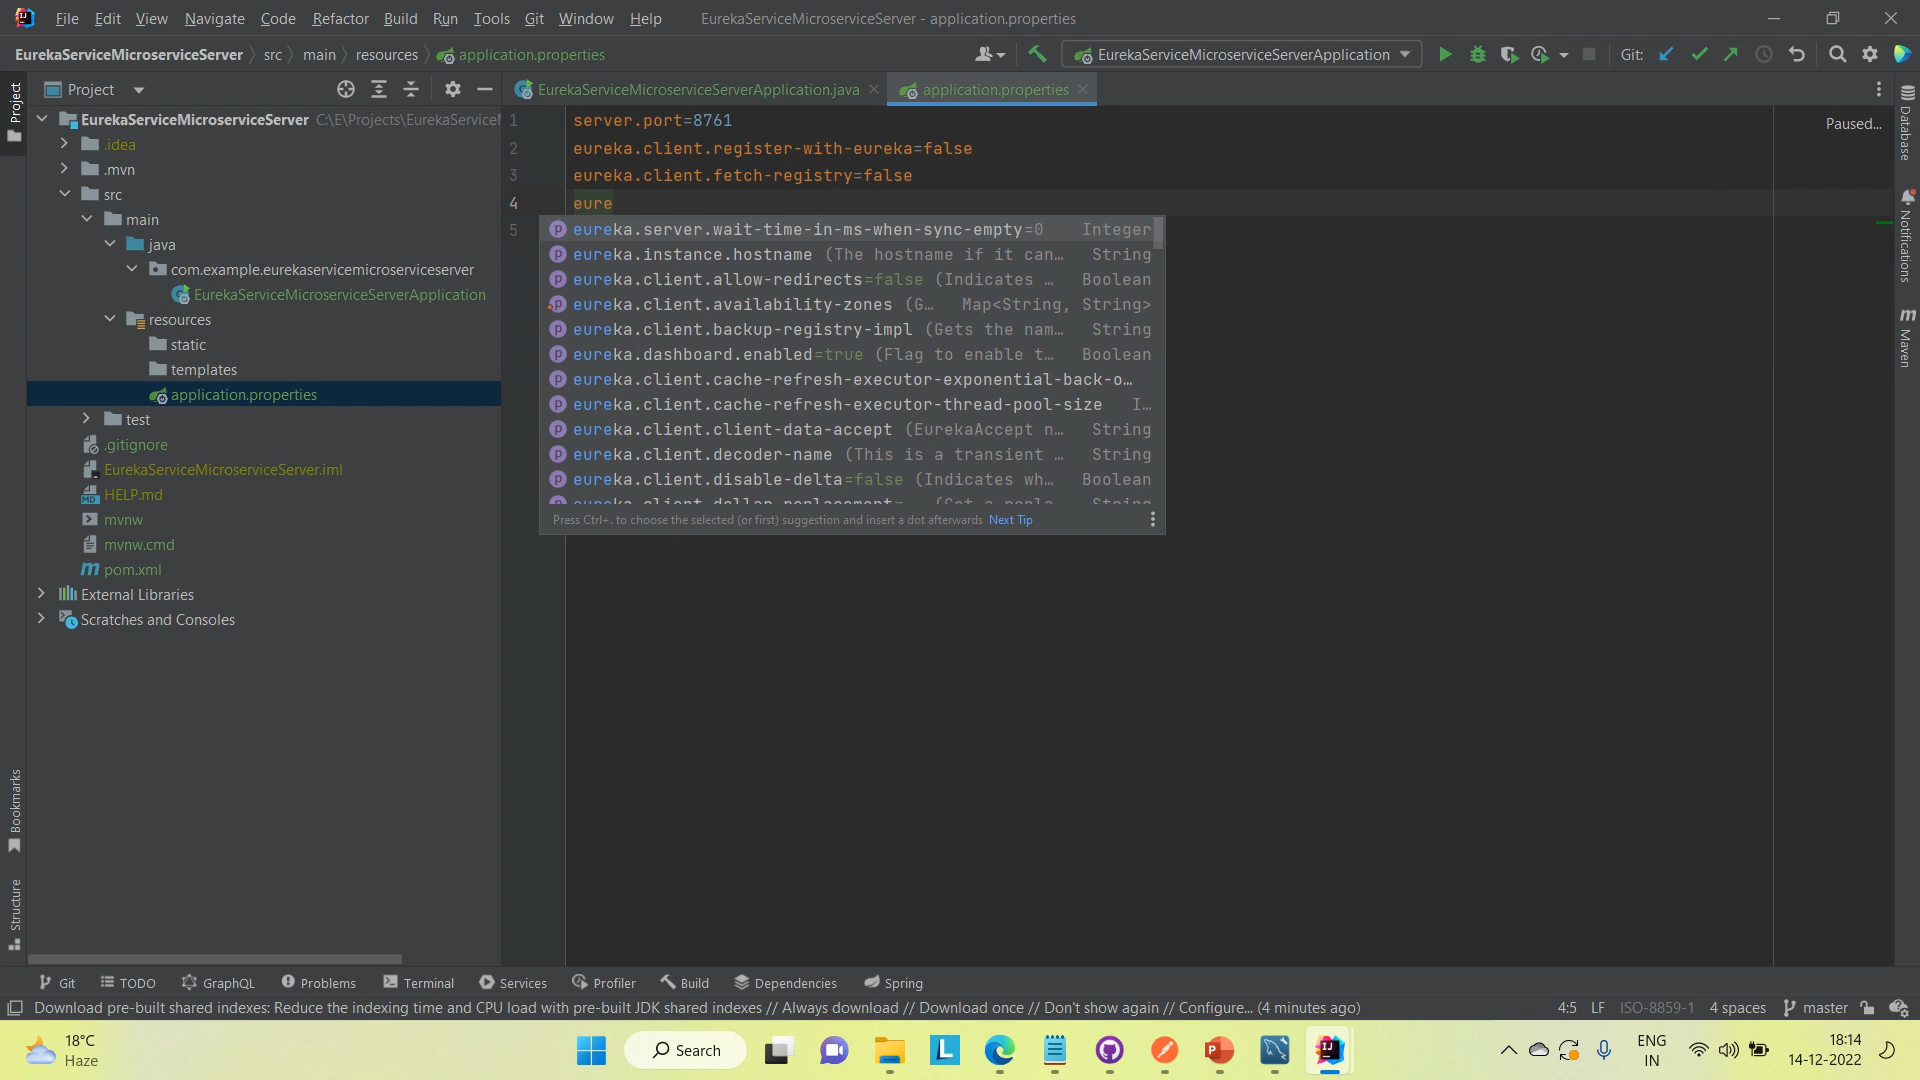 File Edit View Navigate Code Refactor Build Run Tools Git Window Help EurekaServiceMicroserviceServer - application.properties
EurekaServiceMicroserviceServer src main resources application.properties EurekaServiceMicroserviceServerApplication Git:
Project
Project
EurekaServiceMicroserviceServerApplication.java application.properties
EurekaServiceMicroserviceServer C:\E\Projects\EurekaService
.idea
.mvn
src
main
java
com.example.eurekaservicemicroserviceserver
EurekaServiceMicroserviceServerApplication
resources
static
templates
application.properties
test
.gitignore
EurekaServiceMicroserviceServer.iml
HELP.md
mvnw
mvnw.cmd
pom.xml
External Libraries
Scratches and Consoles
Bookmarks
Structure
1 server.port=8761
2 eureka.client.register-with-eureka=false
3 eureka.client.fetch-registry=false
4 eure
5
eureka.server.wait-time-in-ms-when-sync-empty=0 Integer
eureka.instance.hostname (The hostname if it can… String
eureka.client.allow-redirects=false (Indicates … Boolean
eureka.client.availability-zones (G… Map<String, String>
eureka.client.backup-registry-impl (Gets the nam… String
eureka.dashboard.enabled=true (Flag to enable t… Boolean
eureka.client.cache-refresh-executor-exponential-back-o…
eureka.client.cache-refresh-executor-thread-pool-size I…
eureka.client.client-data-accept (EurekaAccept n… String
eureka.client.decoder-name (This is a transient … String
eureka.client.disable-delta=false (Indicates wh… Boolean
Press Ctrl+. to choose the selected (or first) suggestion and insert a dot afterwards Next Tip
Paused...
Database
Notifications
Maven
Git TODO GraphQL Problems Terminal Services Profiler Build Dependencies Spring
Download pre-built shared indexes: Reduce the indexing time and CPU load with pre-built JDK shared indexes // Always download // Download once // Don't show again // Configure... (4 minutes ago) 4:5 LF ISO-8859-1 4 spaces master
18°C
Haze
Search
ENG
IN
18:14
14-12-2022